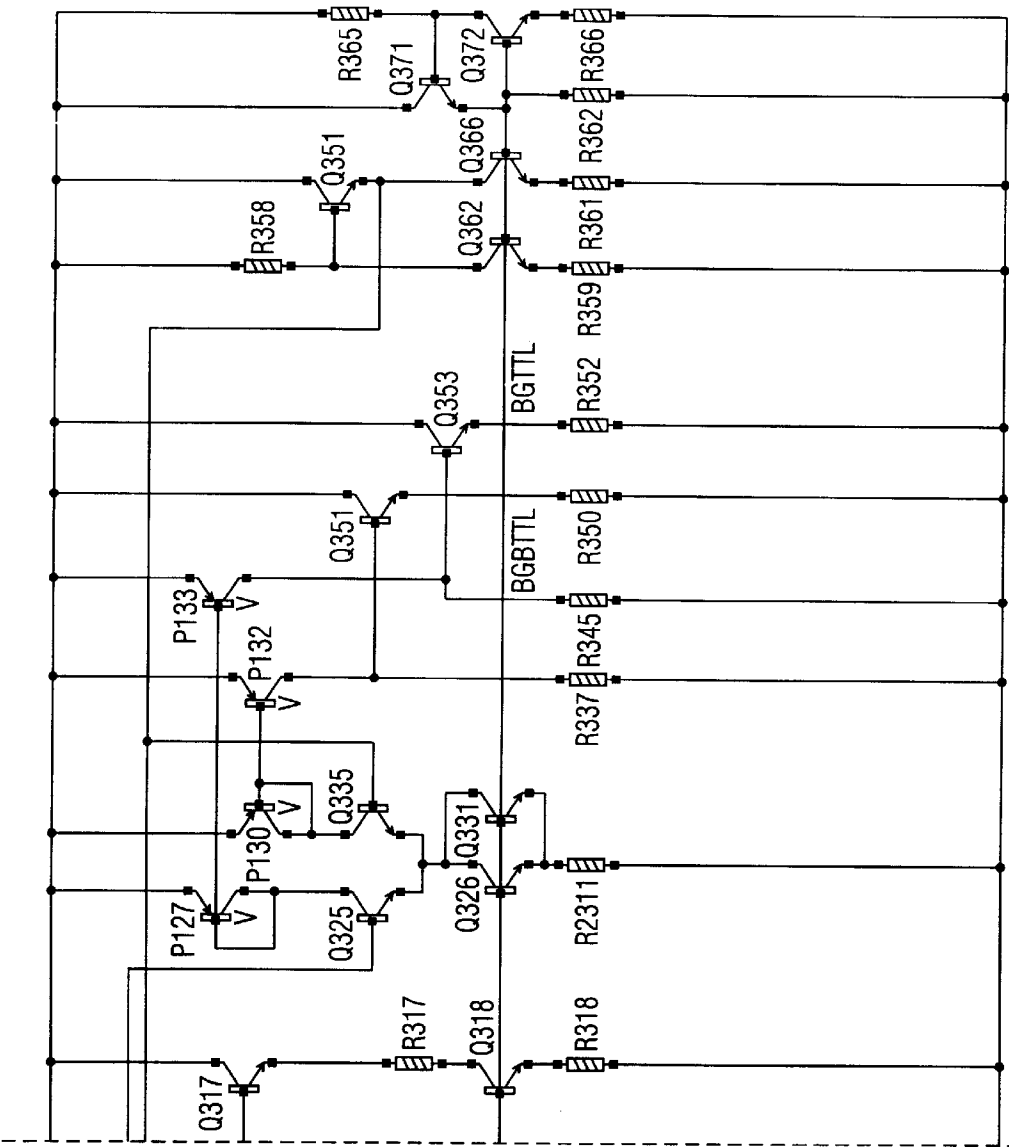 R365
Q371
Q372
R366
R362
Q351
Q366
R361
R358
Q362
R359
Q353
BGTTL
R352
Q351
BGBTTL
R350
P133
V
R345
P132
V
R337
P130
V
Q335
Q331
P127
V
Q325
Q326
R2311
Q317
R317
Q318
R318